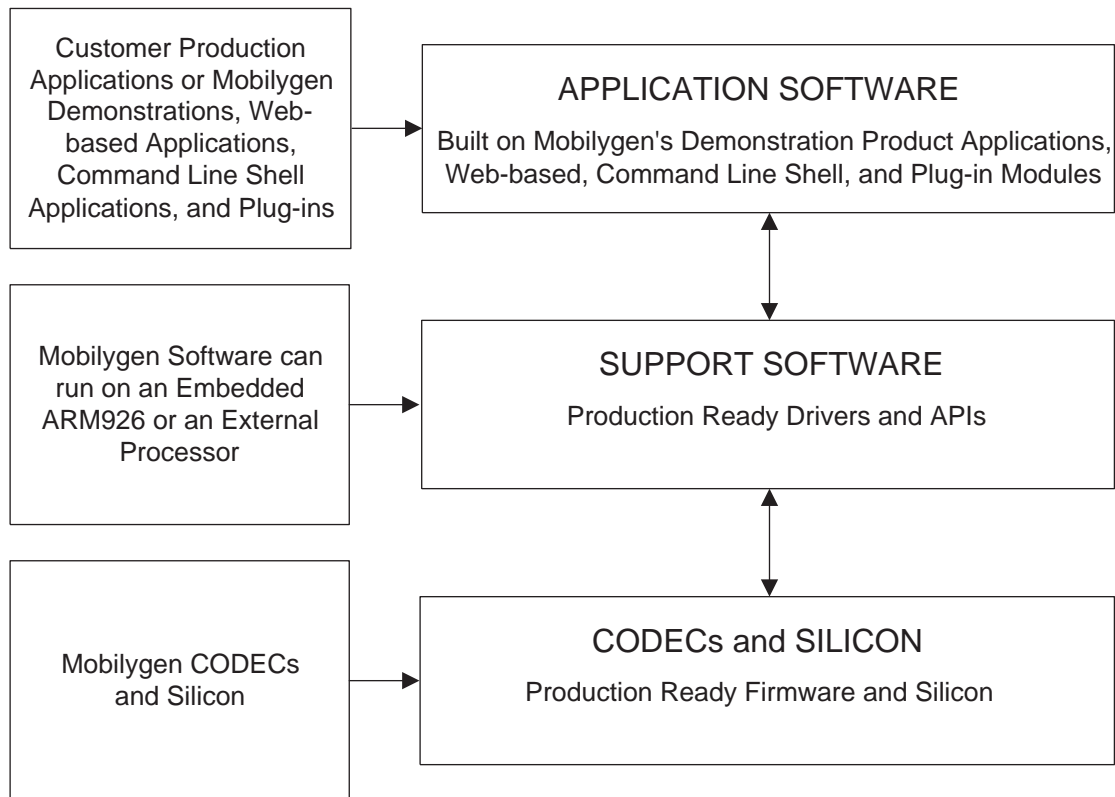 Customer Production
Applications or Mobilygen
Demonstrations, Web-
based Applications,
Command Line Shell
Applications, and Plug-ins
APPLICATION SOFTWARE
Built on Mobilygen's Demonstration Product Applications,
Web-based, Command Line Shell, and Plug-in Modules
Mobilygen Software can
run on an Embedded
ARM926 or an External
Processor
SUPPORT SOFTWARE
Production Ready Drivers and APIs
Mobilygen CODECs
and Silicon
CODECs and SILICON
Production Ready Firmware and Silicon